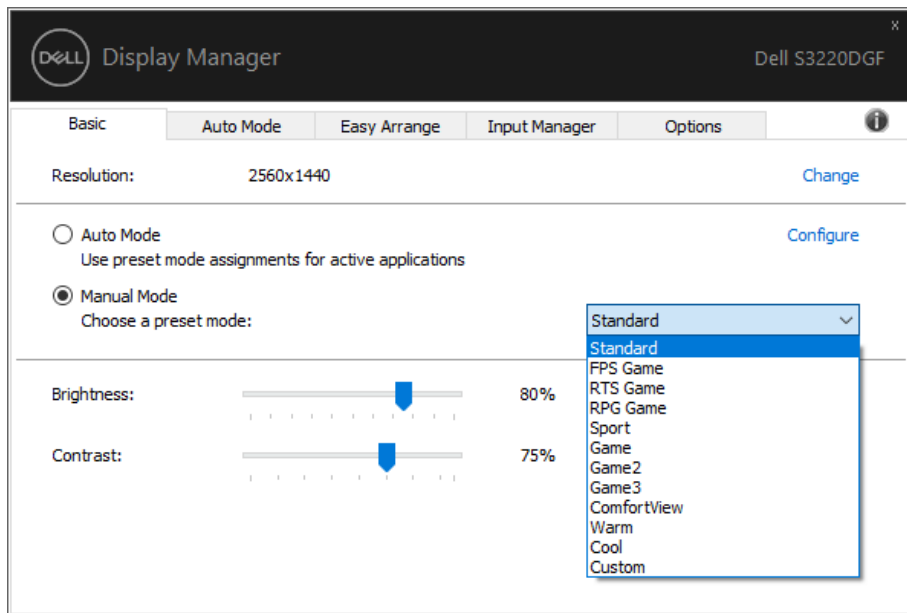 x
DELL Display Manager Dell S3220DGF
Basic Auto Mode Easy Arrange Input Manager Options i
Resolution: 2560x1440 Change
Auto Mode Configure
Use preset mode assignments for active applications
Manual Mode
Choose a preset mode: Standard
Standard
FPS Game
RTS Game
RPG Game
Brightness: 80%
Sport
Game
Game2
Contrast: 75%
Game3
ComfortView
Warm
Cool
Custom